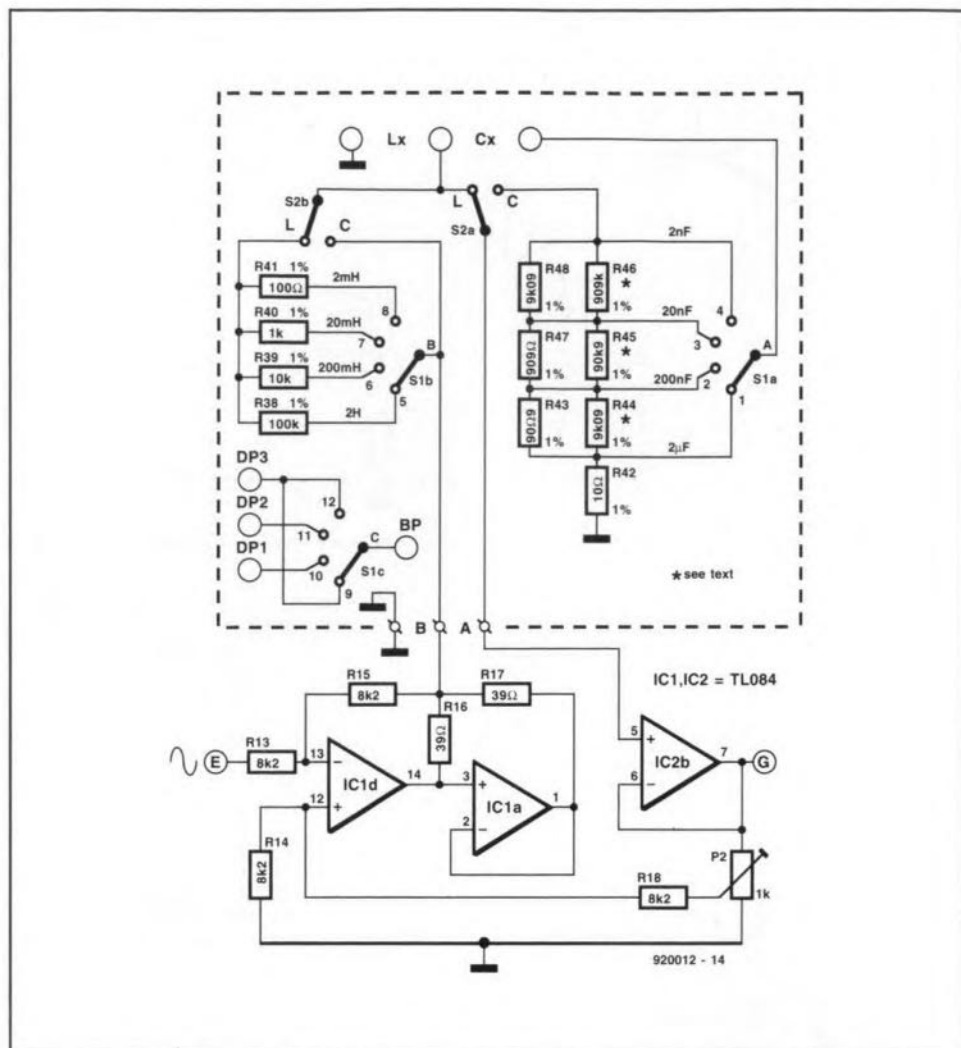 Lx
Cx
S2b
L
C
L
C
S2a
R41 1%
100Ω
2mH
R40 1%
1k
20mH
R39 1%
10k
200mH
R38 1%
100k
2H
8
7
6
5
B
S1b
2nF
R48
9k09
1%
R46
909k
★
1%
20nF
R47
909Ω
1%
R45
90k9
★
1%
200nF
R43
90Ω9
1%
R44
9k09
★
1%
2µF
R42
10Ω
1%
4
3
2
1
A
S1a
DP3
DP2
DP1
12
11
10
9
C
S1c
BP
★ see text
B
A
R15
8k2
R17
39Ω
R16
39Ω
IC1,IC2 = TL084
E
R13
8k2
13
−
12
+
IC1d
14
3
+
2
−
IC1a
1
5
+
6
−
IC2b
7
G
R14
8k2
R18
8k2
P2
1k
920012 - 14